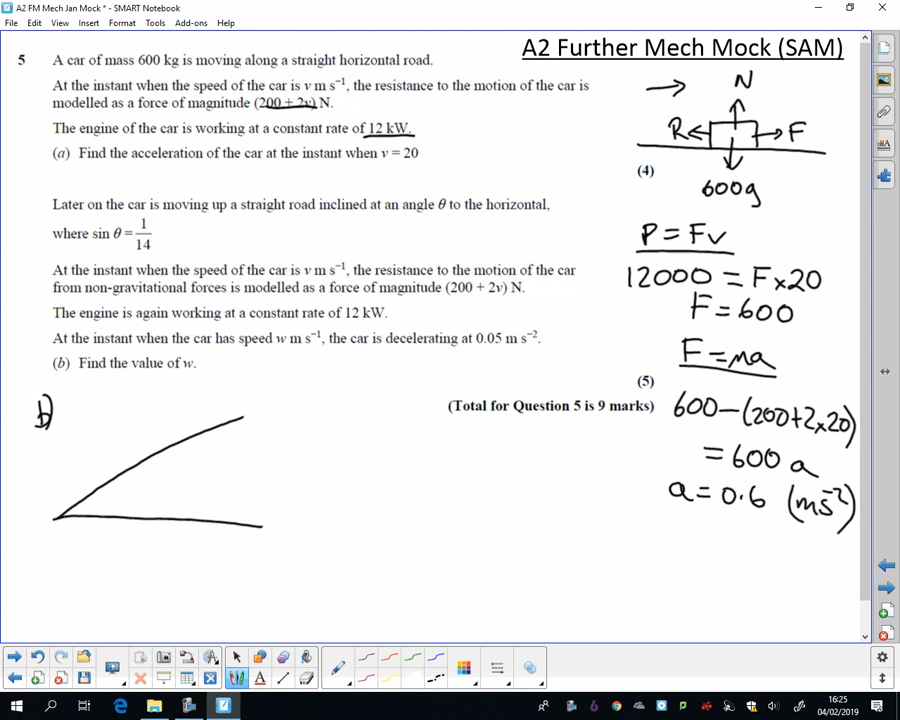 A2 FM Mech Jan Mock * - SMART Notebook
File Edit View Insert Format Tools Add-ons Help
A2 Further Mech Mock (SAM)
5 A car of mass 600 kg is moving along a straight horizontal road.
At the instant when the speed of the car is v m s⁻¹, the resistance to the motion of the car is
modelled as a force of magnitude (200 + 2v) N.
The engine of the car is working at a constant rate of 12 kW.
(a) Find the acceleration of the car at the instant when v = 20
(4)
Later on the car is moving up a straight road inclined at an angle θ to the horizontal,
where sin θ = 1/14
At the instant when the speed of the car is v m s⁻¹, the resistance to the motion of the car
from non-gravitational forces is modelled as a force of magnitude (200 + 2v) N.
The engine is again working at a constant rate of 12 kW.
At the instant when the car has speed w m s⁻¹, the car is decelerating at 0.05 m s⁻².
(b) Find the value of w.
(5)
(Total for Question 5 is 9 marks)
N
R F
600g
P = Fv
12000 = F×20
F = 600
F = ma
600 − (200+2×20)
= 600 a
a = 0.6 (ms⁻²)
b)
A
16:25
04/02/2019